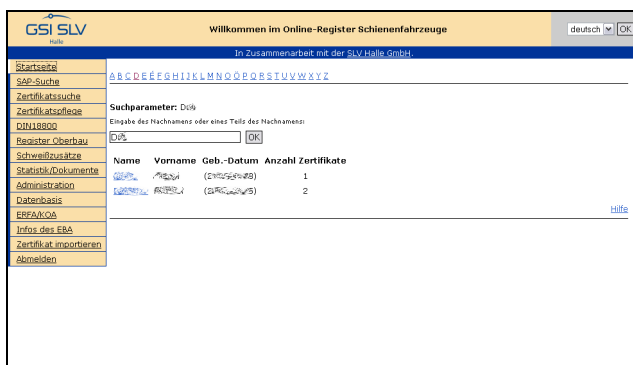 GSI SLV
Halle
Willkommen im Online-Register Schienenfahrzeuge
deutsch OK
In Zusammenarbeit mit der SLV Halle GmbH.
Startseite
SAP-Suche
Zertifikatssuche
Zertifikatspflege
DIN18800
Register Oberbau
Schweißzusätze
Statistik/Dokumente
Administration
Datenbasis
ERFA/KOA
Infos des EBA
Zertifikat importieren
Abmelden
A B C D E É F G H I J K L M N O Ö P Q R S T U V W X Y Z
Suchparameter:
Eingabe des Nachnamens oder eines Teils des Nachnamens:
OK
Name Vorname Geb.-Datum Anzahl Zertifikate
1
2
Hilfe